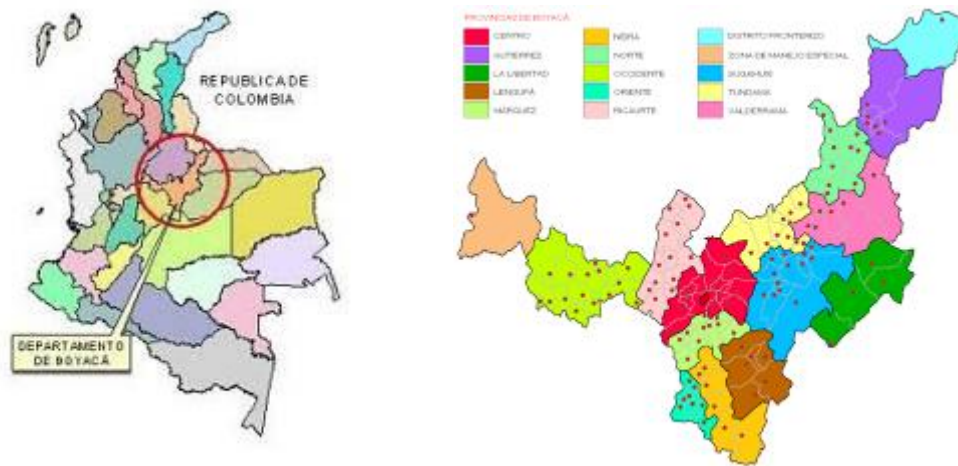 REPUBLICA DE
COLOMBIA
DEPARTAMENTO
DE BOYACÁ
PROVINCIAS DE BOYACÁ
CENTRO
GUTIERREZ
LA LIBERTAD
LENGUPÁ
MARQUEZ
NEIRA
NORTE
OCCIDENTE
ORIENTE
RICAURTE
DISTRITO FRONTERIZO
ZONA DE MANEJO ESPECIAL
SUGAMUXI
TUNDAMA
VALDERRAMA